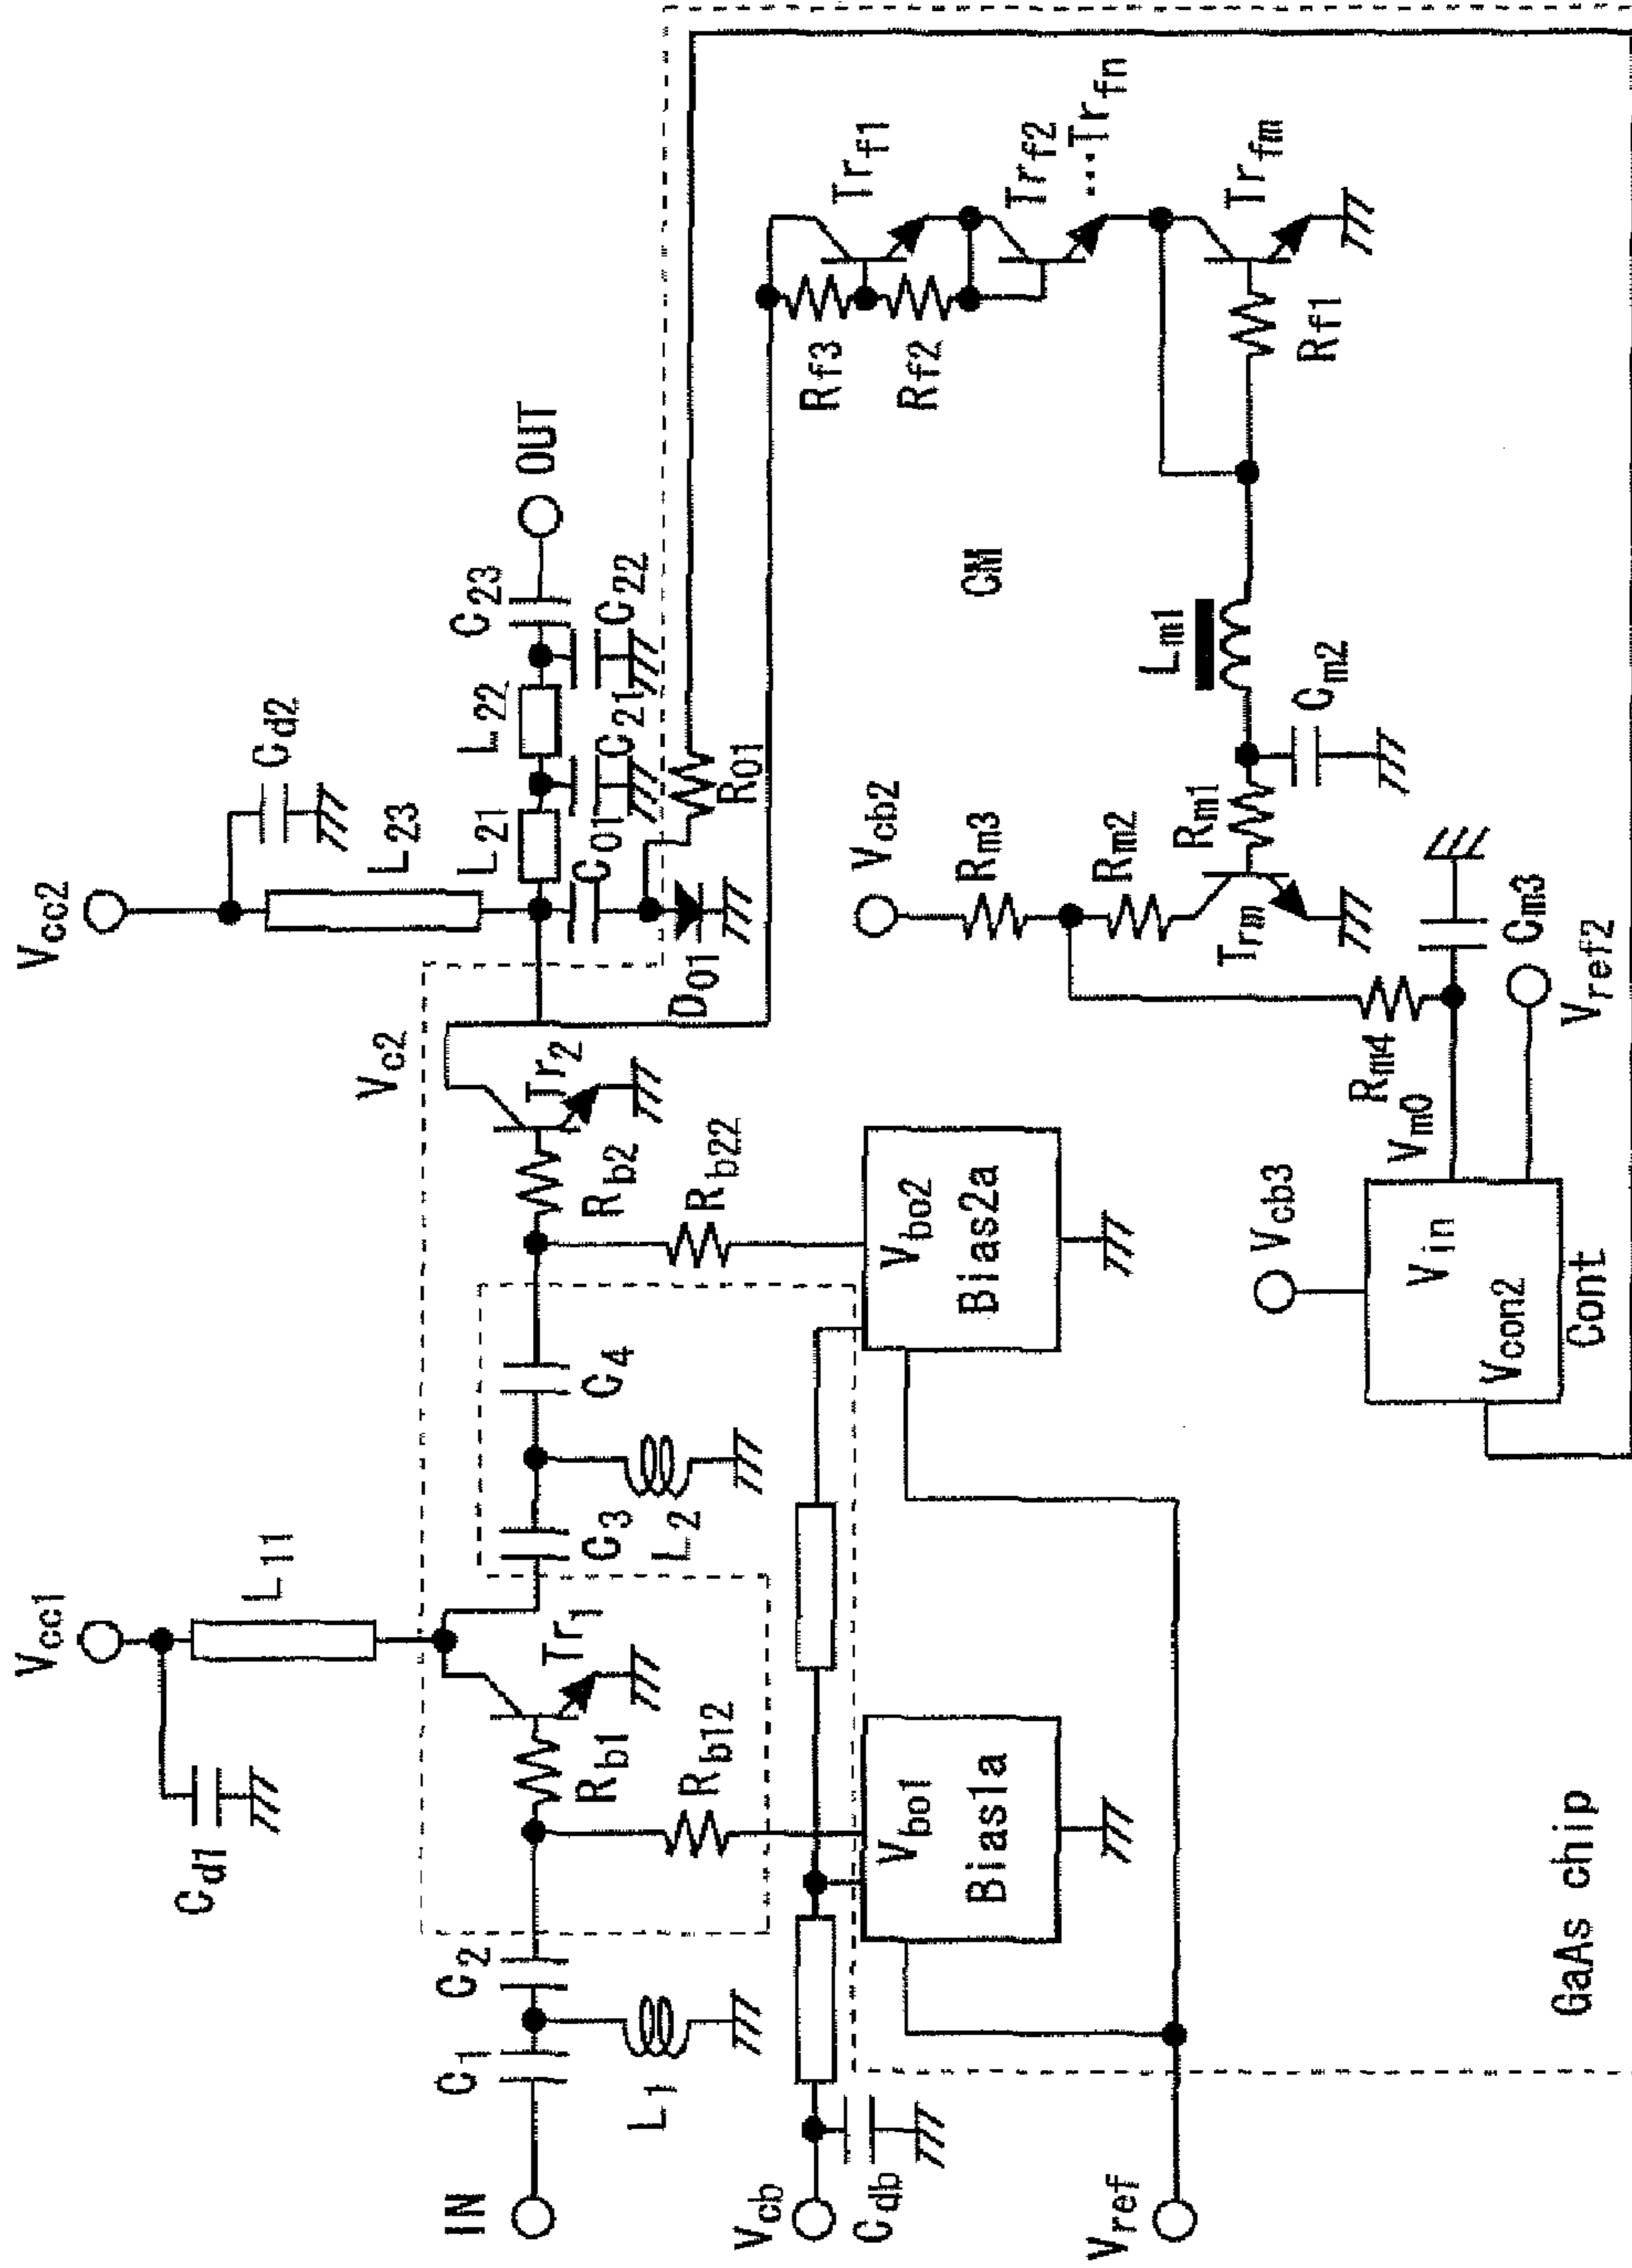 Vcc1
Vcc2
Cd1
L11
Cd2
L23
Vc2
IN
C1
C2
L1
Rb1
Tr1
Rb12
C3
C4
L2
Rb2
Tr2
Rb22
L21
L22
C23
OUT
C01
C21
C22
D01
R01
Vcb
Cdb
Vref
Vbo1
Bias1a
Vbo2
Bias2a
Vcb2
Rm3
Rm2
Trm
Rm1
Lm1
Cm2
CM
Rf3
Rf2
Trf1
Trf2
...Trfn
Trfm
Rf1
Rm4
Vm0
Cm3
Vref2
Vcb3
Vin
Vcon2
Cont
GaAs chip